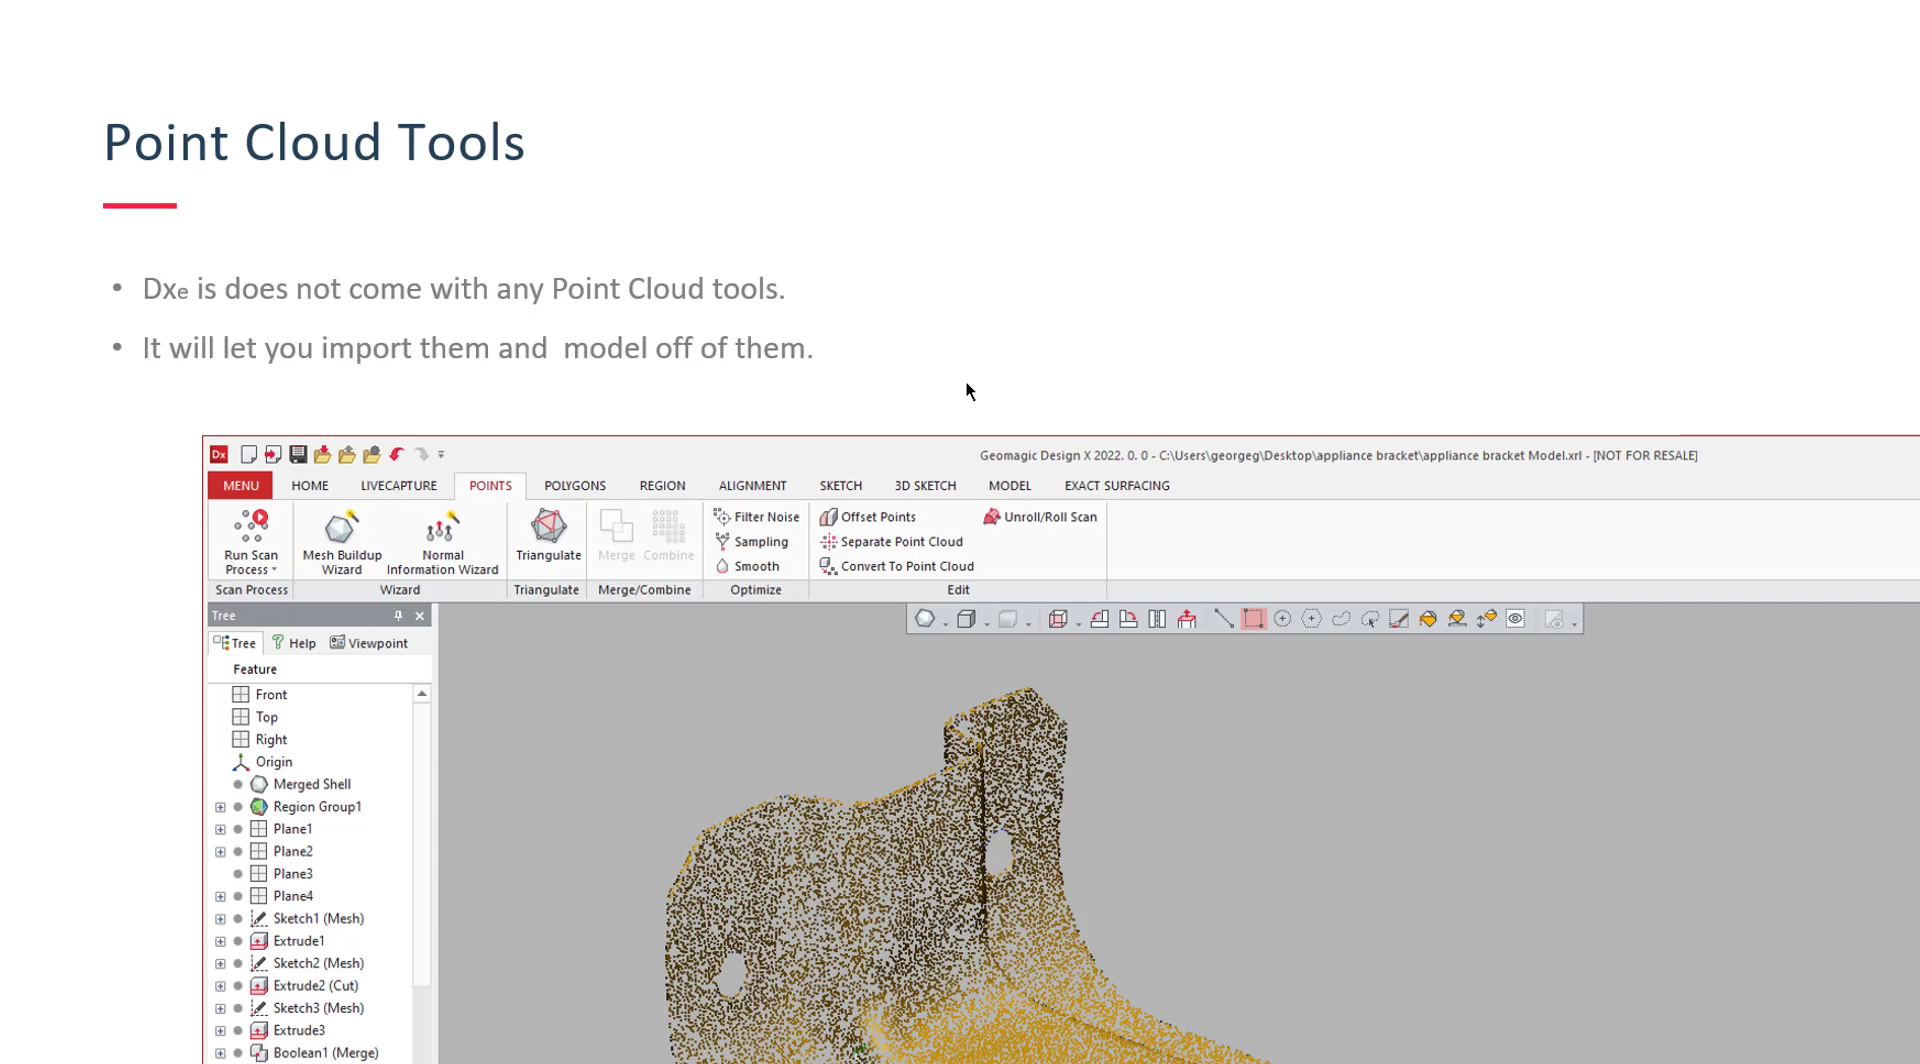 Point Cloud Tools
• Dxe is does not come with any Point Cloud tools.
• It will let you import them and  model off of them.
Dx
Geomagic Design X 2022. 0. 0 - C:\Users\georgeg\Desktop\appliance bracket\appliance bracket Model.xrl - [NOT FOR RESALE]
MENU HOME LIVECAPTURE POINTS POLYGONS REGION ALIGNMENT SKETCH 3D SKETCH MODEL EXACT SURFACING
Run Scan
Process
Mesh Buildup
Wizard
Normal
Information Wizard
Triangulate
Merge Combine
Filter Noise
Sampling
Smooth
Offset Points
Separate Point Cloud
Convert To Point Cloud
Unroll/Roll Scan
Scan Process Wizard Triangulate Merge/Combine Optimize Edit
Tree
Tree Help Viewpoint
Feature
Front
Top
Right
Origin
Merged Shell
Region Group1
Plane1
Plane2
Plane3
Plane4
Sketch1 (Mesh)
Extrude1
Sketch2 (Mesh)
Extrude2 (Cut)
Sketch3 (Mesh)
Extrude3
Boolean1 (Merge)